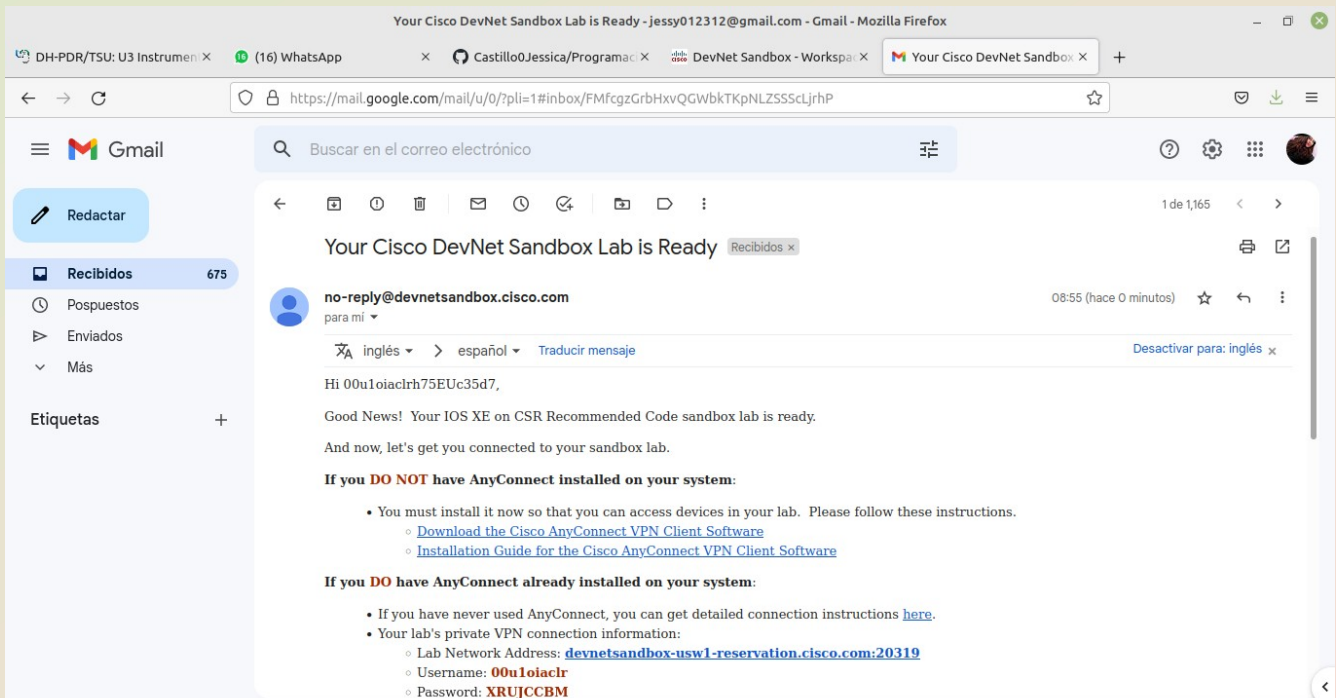 Your Cisco DevNet Sandbox Lab is Ready - jessy012312@gmail.com - Gmail - Mozilla Firefox
DH-PDR/TSU: U3 Instrumen
(16) WhatsApp
Castillo0Jessica/Programaci
DevNet Sandbox - Workspac
Your Cisco DevNet Sandbox
https://mail.google.com/mail/u/0/?pli=1#inbox/FMfcgzGrbHxvQGWbkTKpNLZSSScLjrhP
Gmail
Buscar en el correo electrónico
Redactar
1 de 1,165
Your Cisco DevNet Sandbox Lab is Ready Recibidos ×
Recibidos 675
Pospuestos
Enviados
Más
Etiquetas +
no-reply@devnetsandbox.cisco.com
08:55 (hace 0 minutos)
para mí
inglés > español Traducir mensaje
Desactivar para: inglés ×
Hi 00u1oiaclrh75EUc35d7,
Good News! Your IOS XE on CSR Recommended Code sandbox lab is ready.
And now, let's get you connected to your sandbox lab.
If you DO NOT have AnyConnect installed on your system:
• You must install it now so that you can access devices in your lab. Please follow these instructions.
◦ Download the Cisco AnyConnect VPN Client Software
◦ Installation Guide for the Cisco AnyConnect VPN Client Software
If you DO have AnyConnect already installed on your system:
• If you have never used AnyConnect, you can get detailed connection instructions here.
• Your lab's private VPN connection information:
◦ Lab Network Address: devnetsandbox-usw1-reservation.cisco.com:20319
◦ Username: 00u1oiaclr
◦ Password: XRUJCCBM